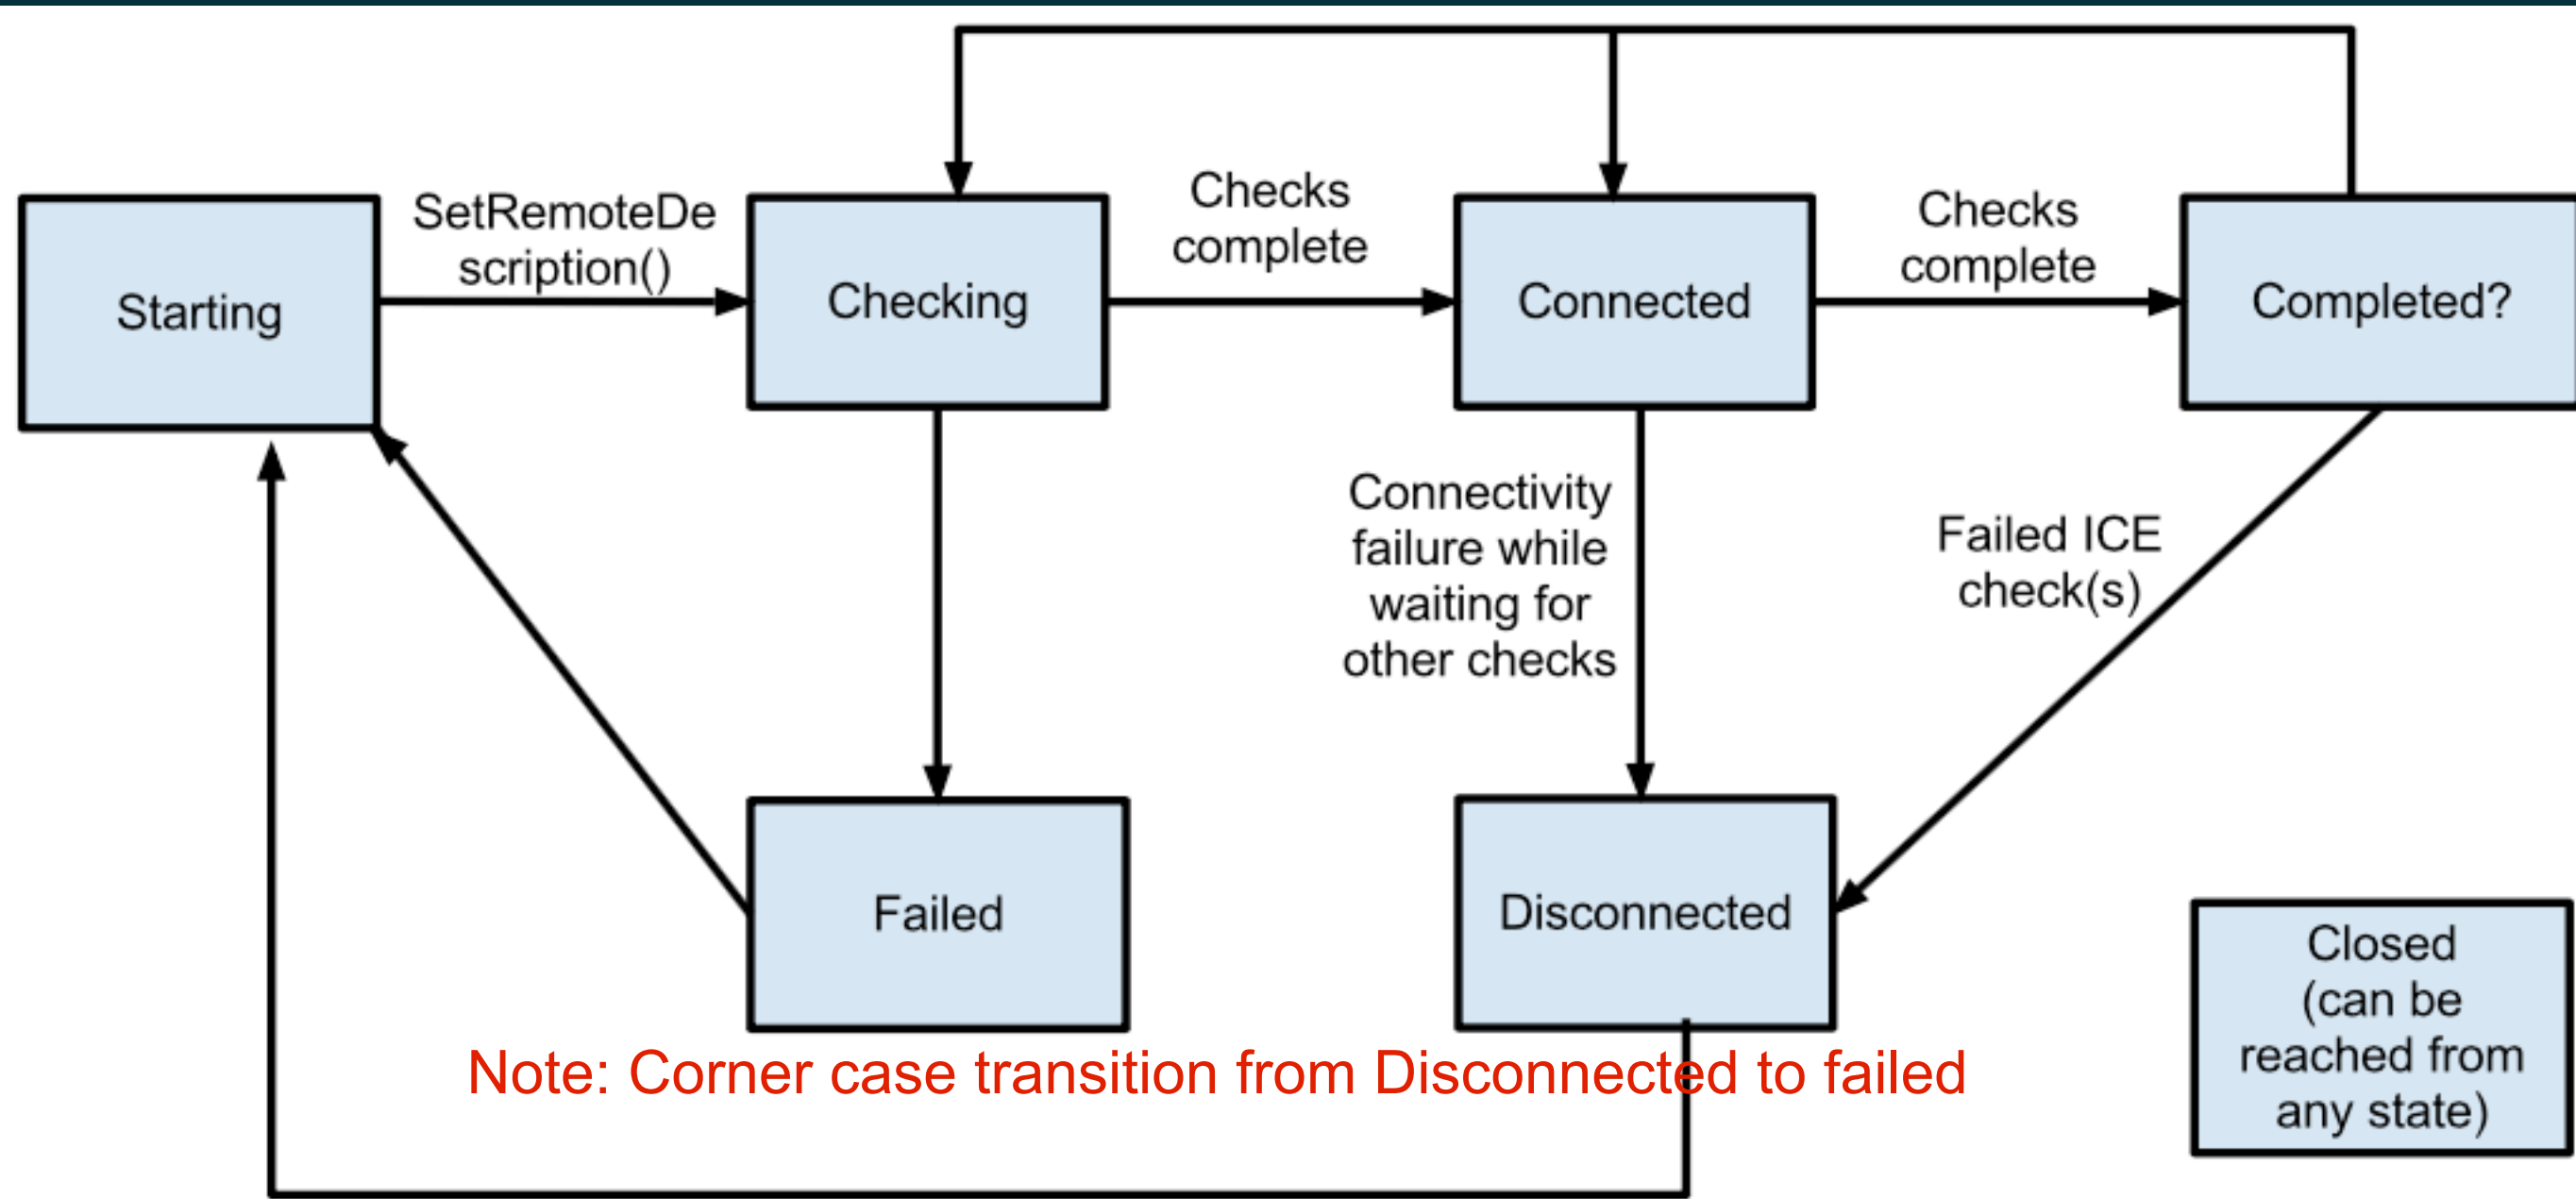 Starting
SetRemoteDe
scription()
Checking
Checks
complete
Connected
Checks
complete
Completed?
Connectivity
failure while
waiting for
other checks
Failed ICE
check(s)
Failed
Disconnected
Closed
(can be
reached from
any state)
Note: Corner case transition from Disconnected to failed